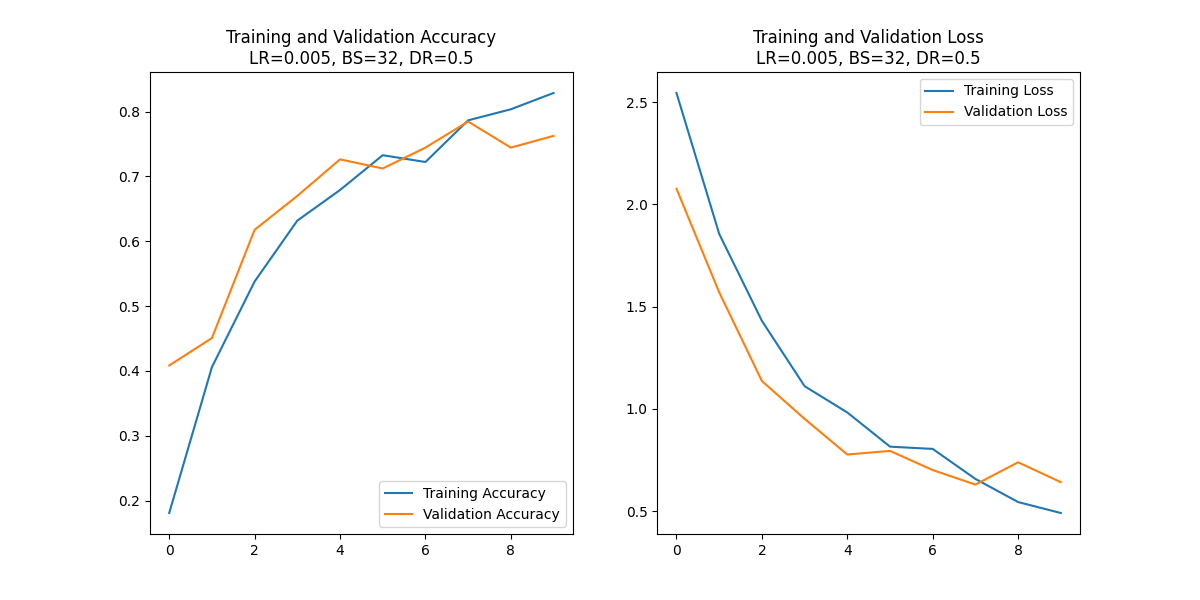 Training and Validation Accuracy
LR=0.005, BS=32, DR=0.5
0.8
0.7
0.6
0.5
0.4
0.3
0.2
0 2 4 6 8
Training Accuracy
Validation Accuracy
Training and Validation Loss
LR=0.005, BS=32, DR=0.5
Training Loss
Validation Loss
2.5
2.0
1.5
1.0
0.5
0 2 4 6 8